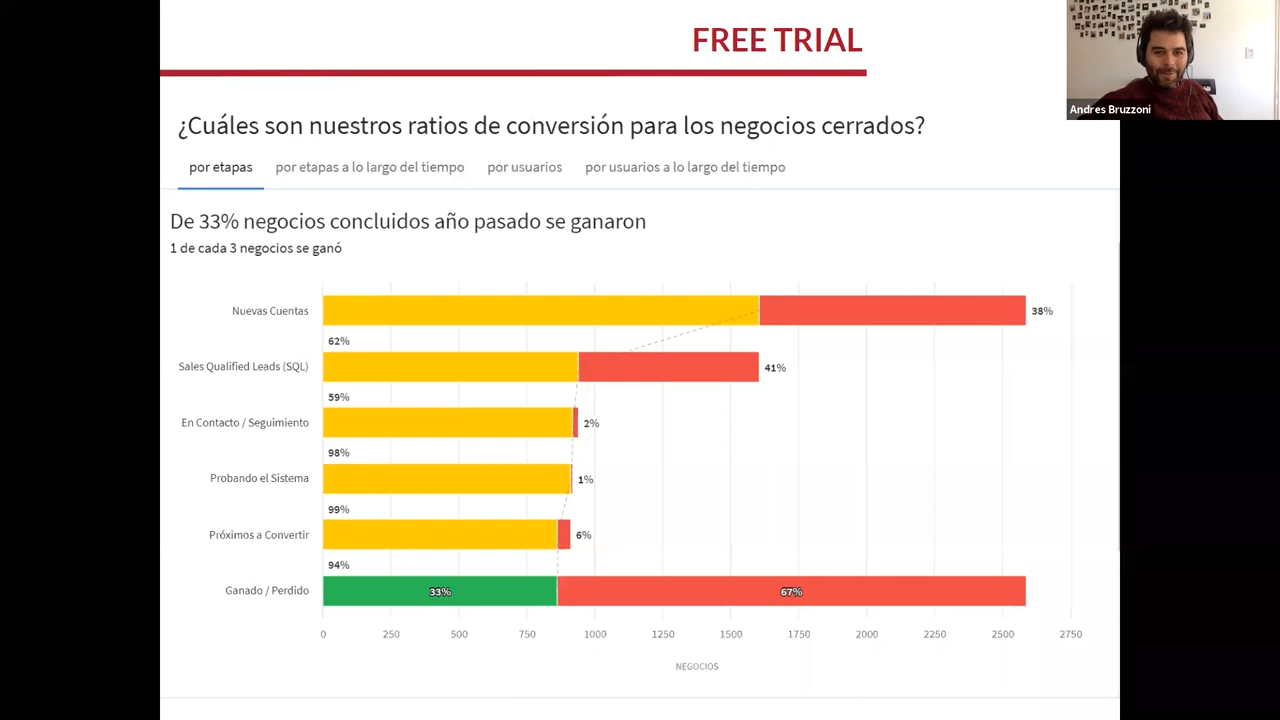 FREE TRIAL
Andres Bruzzoni
¿Cuáles son nuestros ratios de conversión para los negocios cerrados?
por etapas por etapas a lo largo del tiempo por usuarios por usuarios a lo largo del tiempo
De 33% negocios concluidos año pasado se ganaron
1 de cada 3 negocios se ganó
Nuevas Cuentas 38%
62%
Sales Qualified Leads (SQL) 41%
59%
En Contacto / Seguimiento 2%
98%
Probando el Sistema 1%
99%
Próximos a Convertir 6%
94%
Ganado / Perdido 33% 67%
0 250 500 750 1000 1250 1500 1750 2000 2250 2500 2750
NEGOCIOS